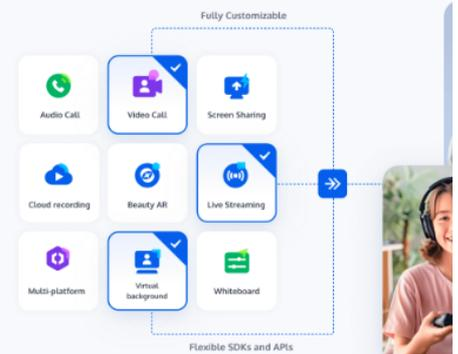 Fully Customizable
Audio Call
Video Call
Screen Sharing
Cloud recording
Beauty AR
Live Streaming
Multi-platform
Virtual
background
Whiteboard
Flexible SDKs and APIs